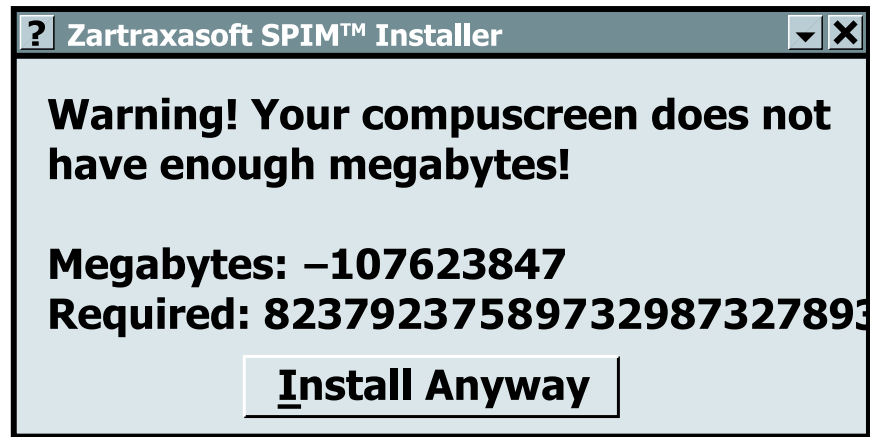 ? Zartraxasoft SPIM™ Installer
Warning! Your compuscreen does not
have enough megabytes!
Megabytes: –107623847
Required: 82379237589732987327893
Install Anyway